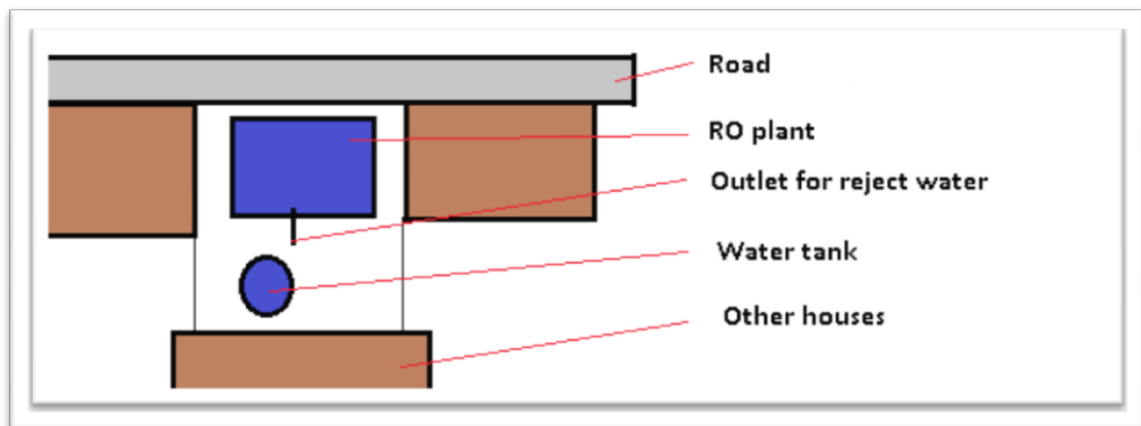 Road
RO plant
Outlet for reject water
Water tank
Other houses